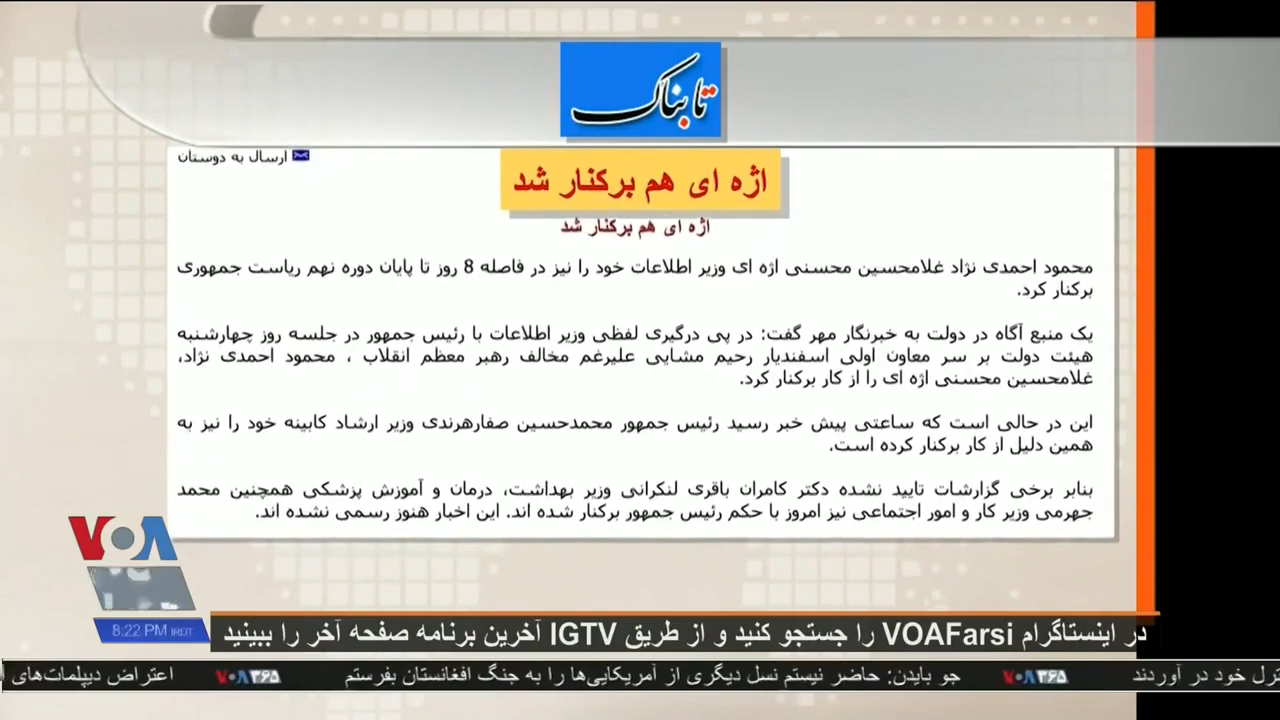 تابناک
ارسال به دوستان
اژه ای هم برکنار شد
اژه ای هم برکنار شد
محمود احمدی نژاد غلامحسین محسنی اژه ای وزیر اطلاعات خود را نیز در فاصله 8 روز تا پایان دوره نهم ریاست جمهوری
برکنار کرد.
یک منبع آگاه در دولت به خبرنگار مهر گفت: در پی درگیری لفظی وزیر اطلاعات با رئیس جمهور در جلسه روز چهارشنبه
هیئت دولت بر سر معاون اولی اسفندیار رحیم مشایی علیرغم مخالف رهبر معظم انقلاب ، محمود احمدی نژاد،
غلامحسین محسنی اژه ای را از کار برکنار کرد.
این در حالی است که ساعتی پیش خبر رسید رئیس جمهور محمدحسین صفارهرندی وزیر ارشاد کابینه خود را نیز به
همین دلیل از کار برکنار کرده است.
بنابر برخی گزارشات تایید نشده دکتر کامران باقری لنکرانی وزیر بهداشت، درمان و آموزش پزشکی همچنین محمد
جهرمی وزیر کار و امور اجتماعی نیز امروز با حکم رئیس جمهور برکنار شده اند. این اخبار هنوز رسمی نشده اند.
VOA
8:22 PM IRDT
در اینستاگرام VOAFarsi را جستجو کنید و از طریق IGTV آخرین برنامه صفحه آخر را ببینید
ترل خود در آوردند VOA۳۶۵ جو بایدن: حاضر نیستم نسل دیگری از آمریکایی‌ها را به جنگ افغانستان بفرستم VOA۳۶۵ اعتراض دیپلمات‌های